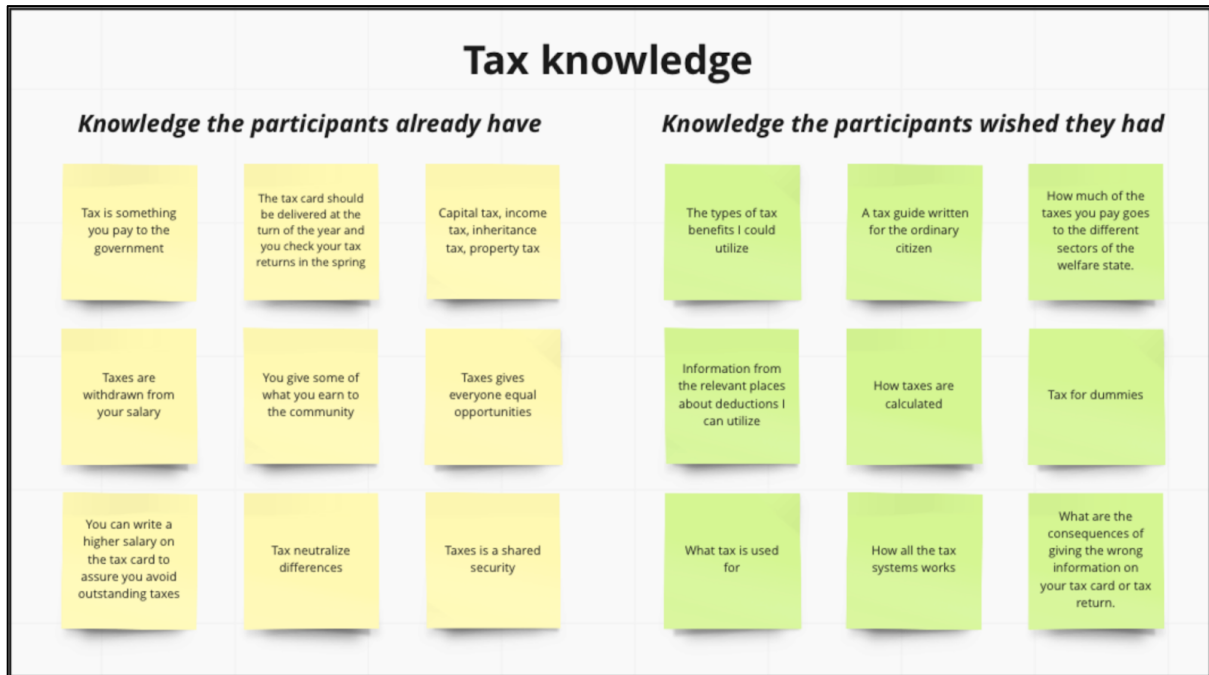 Tax knowledge
Knowledge the participants already have
Tax is something
you pay to the
government
The tax card should
be delivered at the
turn of the year and
you check your tax
returns in the spring
Capital tax, income
tax, inheritance
tax, property tax
Taxes are
withdrawn from
your salary
You give some of
what you earn to
the community
Taxes gives
everyone equal
opportunities
You can write a
higher salary on
the tax card to
assure you avoid
outstanding taxes
Tax neutralize
differences
Taxes is a shared
security
Knowledge the participants wished they had
The types of tax
benefits I could
utilize
A tax guide written
for the ordinary
citizen
How much of the
taxes you pay goes
to the different
sectors of the
welfare state.
Information from
the relevant places
about deductions I
can utilize
How taxes are
calculated
Tax for dummies
What tax is used
for
How all the tax
systems works
What are the
consequences of
giving the wrong
information on
your tax card or tax
return.